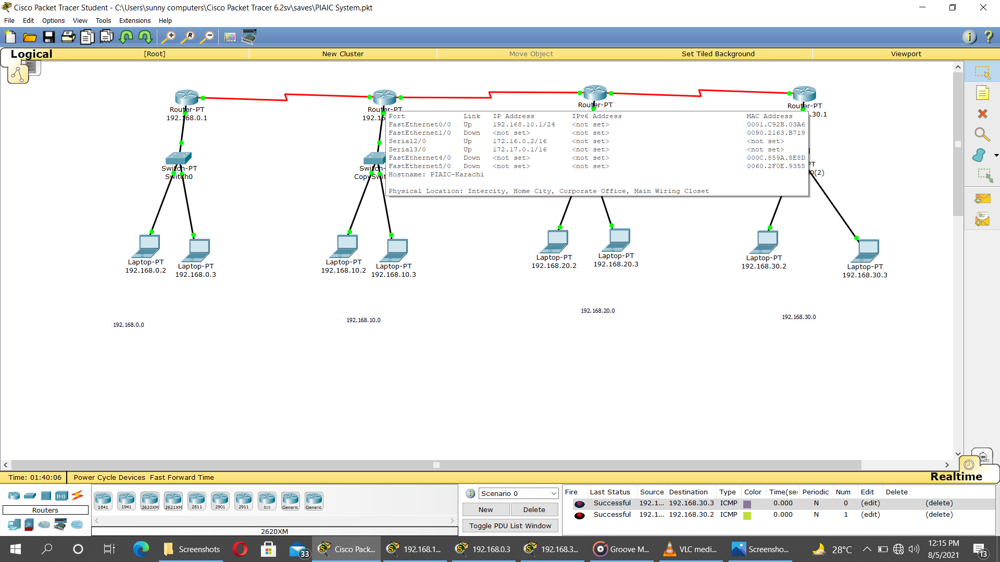 Cisco Packet Tracer Student - C:\Users\sunny computers\Cisco Packet Tracer 6.2sv\saves\PIAIC System.pkt
File Edit Options View Tools Extensions Help
Logical [Root] New Cluster Move Object Set Tiled Background Viewport
Router-PT
192.168.0.1
Router-PT
192.16
Router-PT
Router-PT
.30.1
Port Link IP Address IPv6 Address MAC Address
FastEthernet0/0 Up 192.168.10.1/24 <not set> 0001.C92B.03A6
FastEthernet1/0 Down <not set> <not set> 0090.2163.B719
Serial2/0 Up 172.16.0.2/16 <not set> <not set>
Serial3/0 Up 172.17.0.1/16 <not set> <not set>
FastEthernet4/0 Down <not set> <not set> 000C.859A.8E8D
FastEthernet5/0 Down <not set> <not set> 0060.2F0E.9355
Hostname: PIAIC-Karachi
Physical Location: Intercity, Home City, Corporate Office, Main Wiring Closet
Switch-PT
Switch0
Switch-
CopySwit
PT
0(2)
Laptop-PT
192.168.0.2
Laptop-PT
192.168.0.3
Laptop-PT
192.168.10.2
Laptop-PT
192.168.10.3
Laptop-PT
192.168.20.2
Laptop-PT
192.168.20.3
Laptop-PT
192.168.30.2
Laptop-PT
192.168.30.3
192.168.0.0
192.168.10.0
192.168.20.0
192.168.30.0
Time: 01:40:06 Power Cycle Devices Fast Forward Time Realtime
Routers
1841 1941 2620XM 2621XM 2811 2901 2911 819 Generic Generic
2620XM
Scenario 0
New Delete
Toggle PDU List Window
Fire Last Status Source Destination Type Color Time(sec Periodic Num Edit Delete
Successful 192.1... 192.168.30.3 ICMP 0.000 N 0 (edit) (delete)
Successful 192.1... 192.168.30.2 ICMP 0.000 N 1 (edit) (delete)
Screenshots 33 Cisco Pack... 192.168.1... 192.168.0.3 192.168.3... Groove M... VLC medi... Screensho... 28°C 12:15 PM
8/5/2021
13